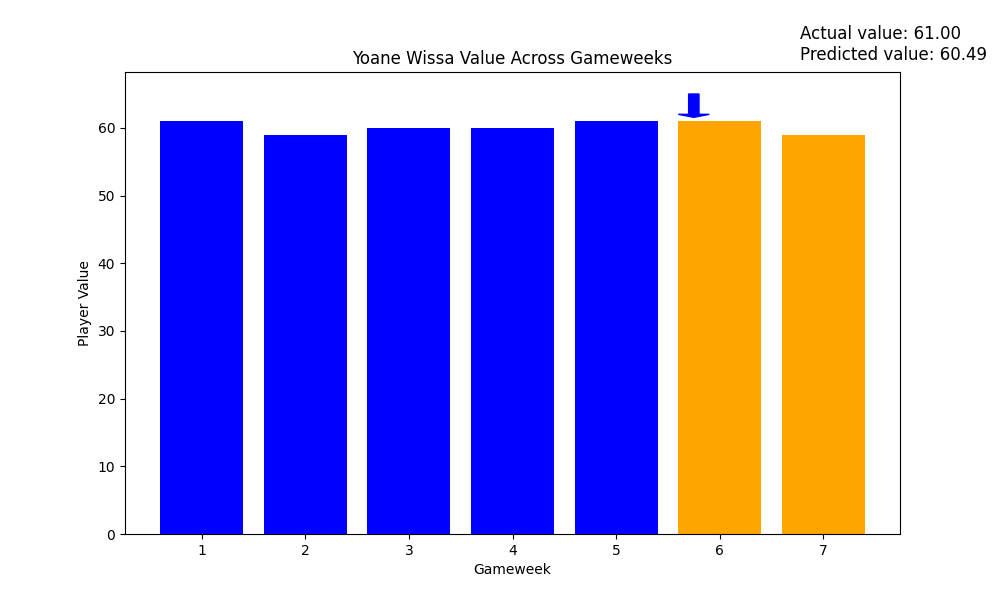 Actual value: 61.00
Predicted value: 60.49
Yoane Wissa Value Across Gameweeks
Player Value
60
50
40
30
20
10
0
1 2 3 4 5 6 7
Gameweek